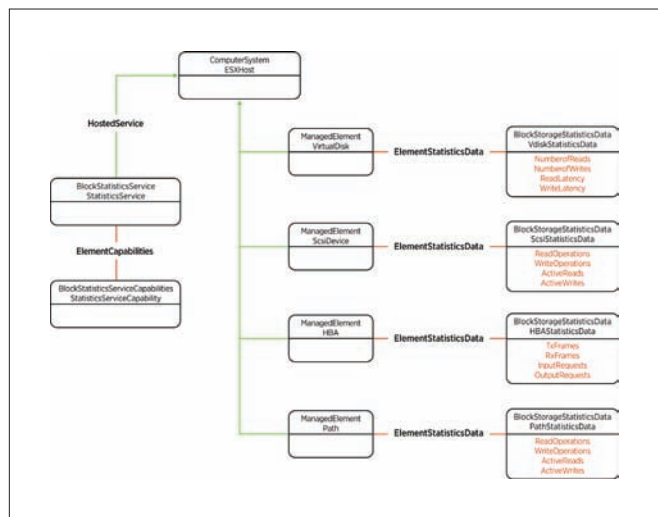 ComputerSystem
ESXHost
HostedService
ManagedElement
VirtualDisk
ElementStatisticsData
BlockStorageStatisticsData
VdiskStatisticsData
NumberofReads
NumberofWrites
ReadLatency
WriteLatency
BlockStatisticsService
StatisticsService
ElementCapabilities
ManagedElement
ScsiDevice
ElementStatisticsData
BlockStorageStatisticsData
ScsiStatisticsData
ReadOperations
WriteOperations
ActiveReads
ActiveWrites
BlockStatisticsServiceCapabilities
StatisticsServiceCapability
ManagedElement
HBA
ElementStatisticsData
BlockStorageStatisticsData
HBAStatisticsData
TxFrames
RxFrames
InputRequests
OutputRequests
ManagedElement
Path
ElementStatisticsData
BlockStorageStatisticsData
PathStatisticsData
ReadOperations
WriteOperations
ActiveReads
ActiveWrites